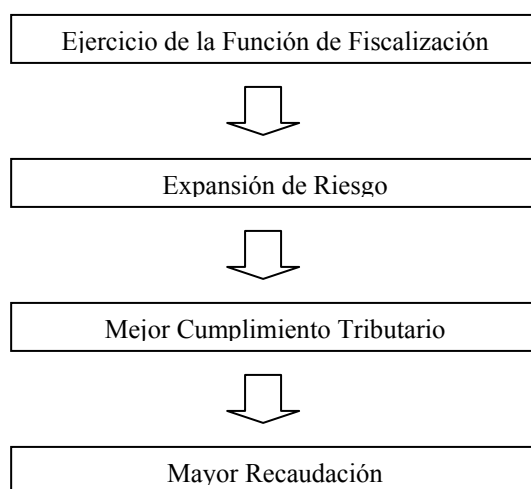 Ejercicio de la Función de Fiscalización
Expansión de Riesgo
Mejor Cumplimiento Tributario
Mayor Recaudación